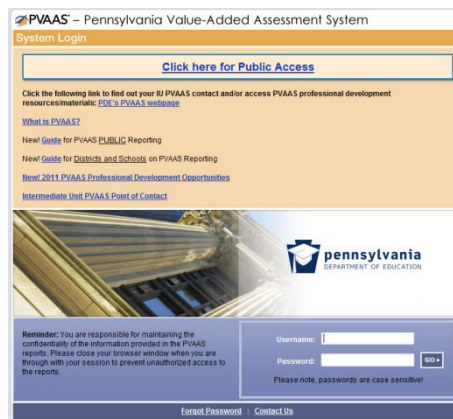 PVAAS – Pennsylvania Value-Added Assessment System
System Login
Click here for Public Access
Click the following link to find out your IU PVAAS contact and/or access PVAAS professional development
resources/materials: PDE's PVAAS webpage
What is PVAAS?
New! Guide for PVAAS PUBLIC Reporting
New! Guide for Districts and Schools on PVAAS Reporting
New! 2011 PVAAS Professional Development Opportunities
Intermediate Unit PVAAS Point of Contact
pennsylvania
DEPARTMENT OF EDUCATION
Reminder: You are responsible for maintaining the
confidentiality of the information provided in the PVAAS
reports. Please close your browser window when you are
through with your session to prevent unauthorized access to
the reports.
Username:
Password:
GO
Please note, passwords are case sensitive!
Forgot Password | Contact Us